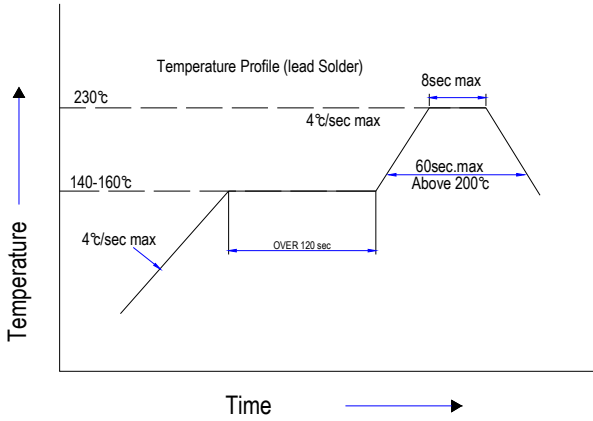 Temperature Profile (lead Solder)
8sec max
230℃
4℃/sec max
140-160℃
60sec.max
Above 200℃
4℃/sec max
OVER 120 sec
Temperature
Time